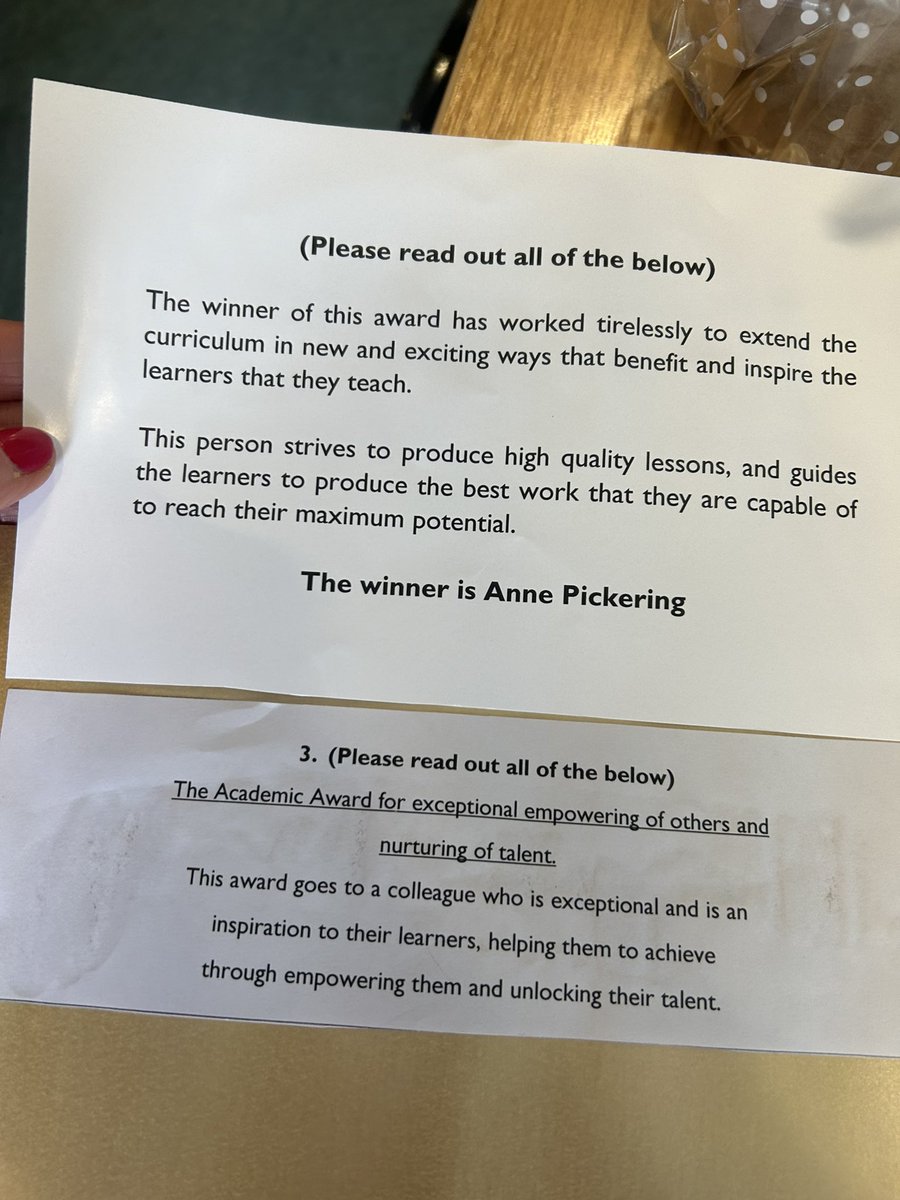 (Please read out all of the below)
The winner of this award has worked tirelessly to extend the
curriculum in new and exciting ways that benefit and inspire the
learners that they teach.
This person strives to produce high quality lessons, and guides
the learners to produce the best work that they are capable of
to reach their maximum potential.
The winner is Anne Pickering
3. (Please read out all of the below)
The Academic Award for exceptional empowering of others and
nurturing of talent.
This award goes to a colleague who is exceptional and is an
inspiration to their learners, helping them to achieve
through empowering them and unlocking their talent.